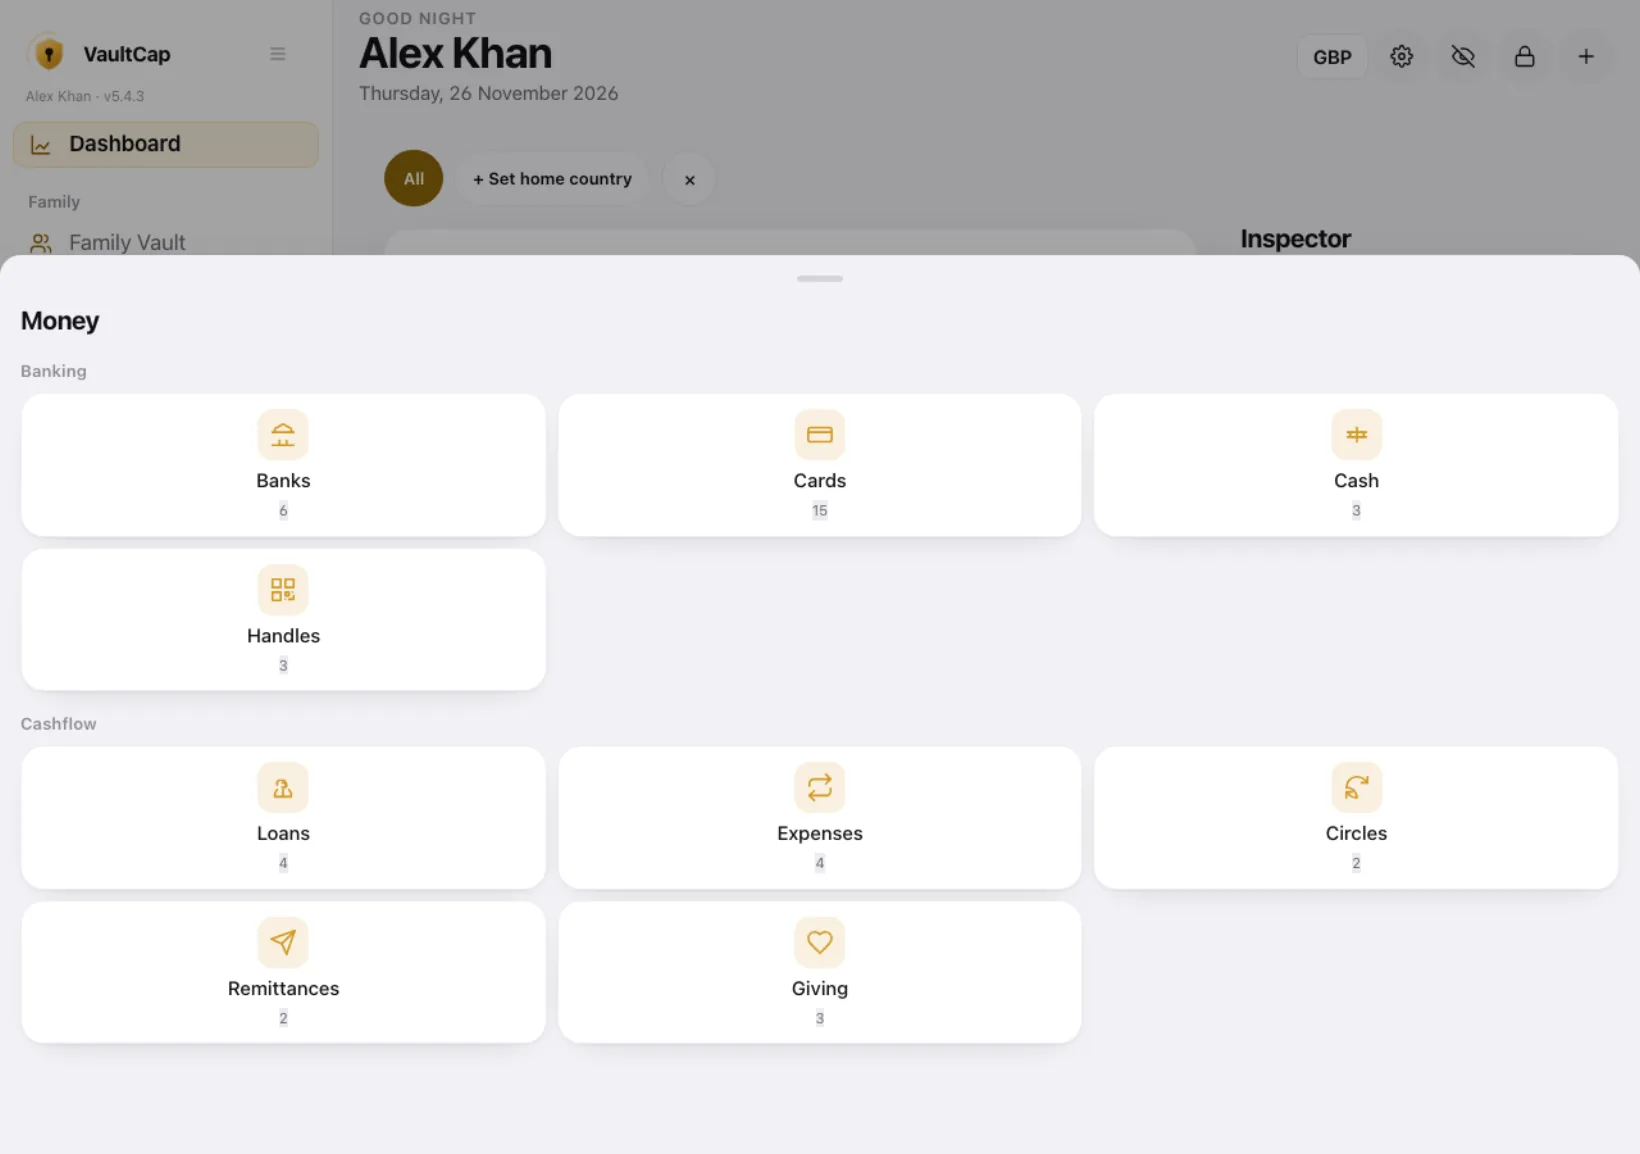 VaultCap
Alex Khan · v5.4.3
Dashboard
Family
Family Vault
GOOD NIGHT
Alex Khan
Thursday, 26 November 2026
GBP
All
+ Set home country
×
Inspector
Money
Banking
Banks
6
Cards
15
Cash
3
Handles
3
Cashflow
Loans
4
Expenses
4
Circles
2
Remittances
2
Giving
3